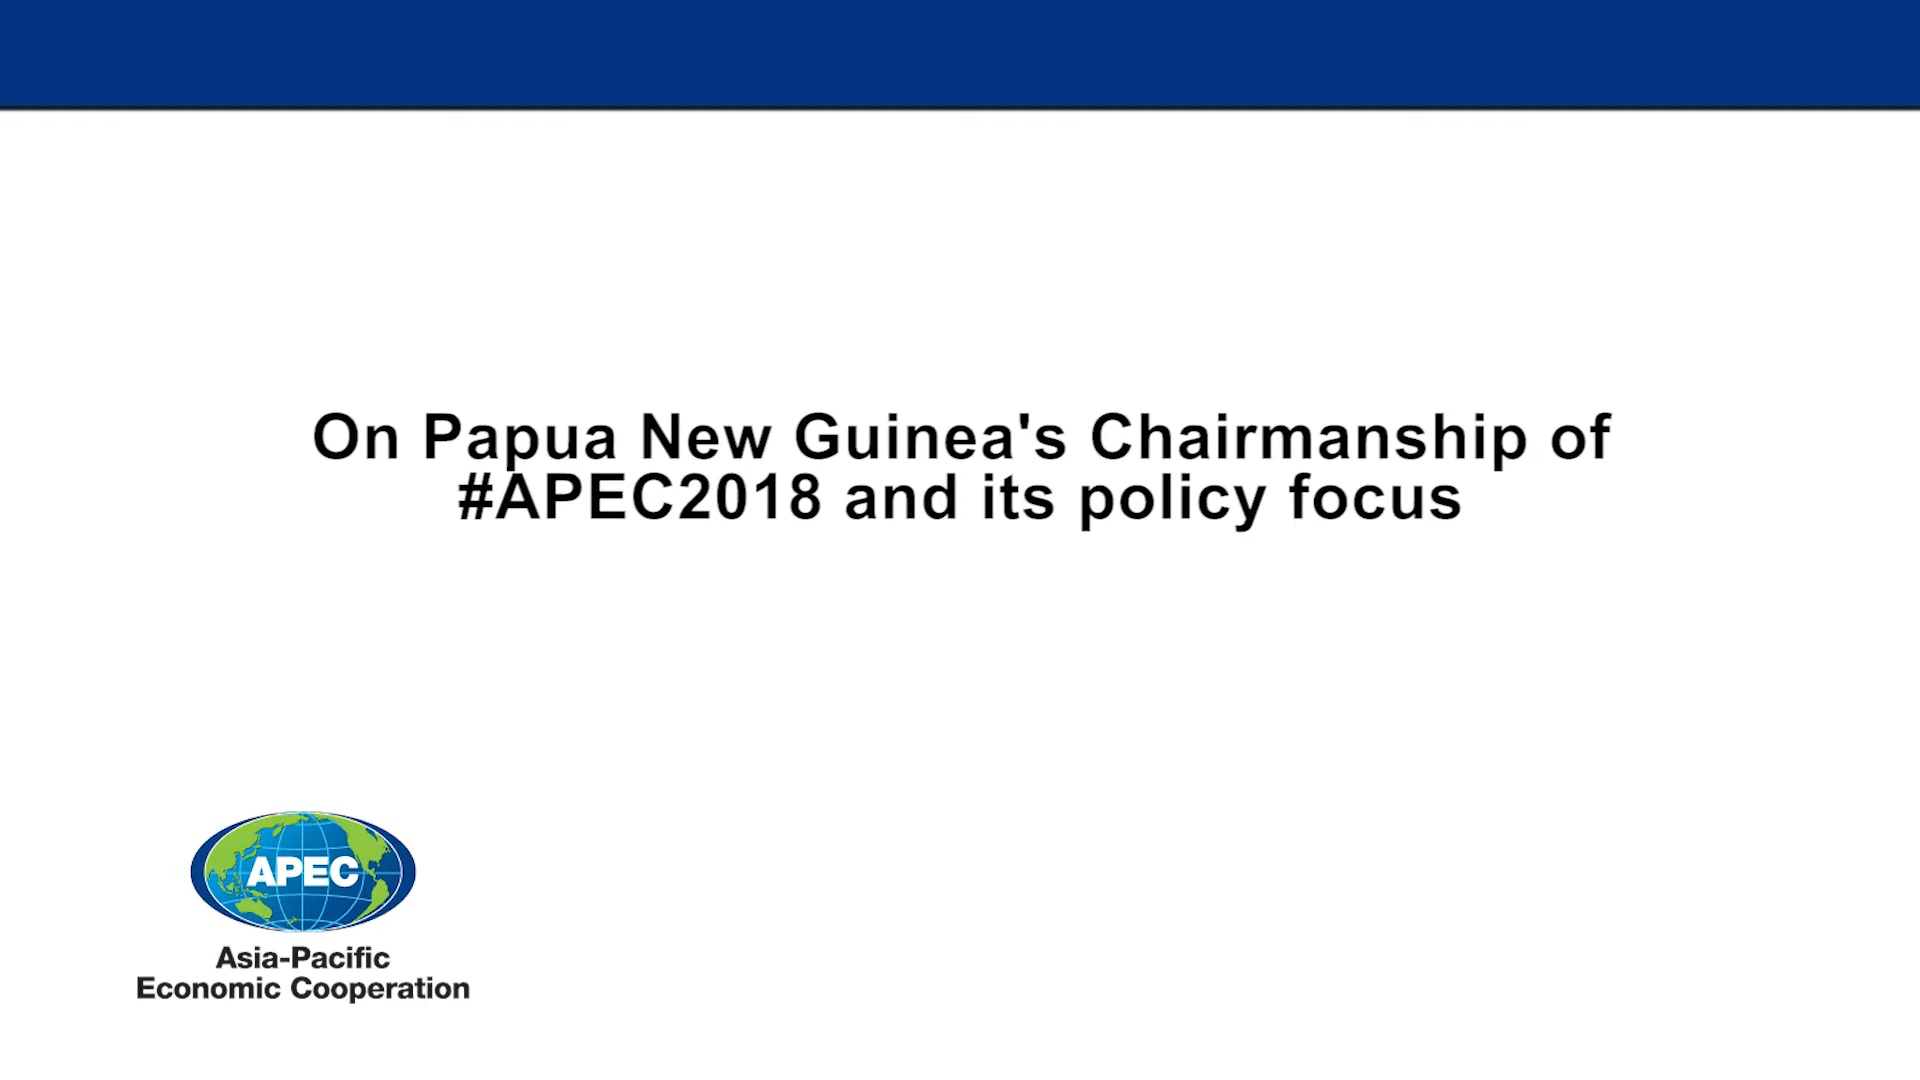 On Papua New Guinea's Chairmanship of
#APEC2018 and its policy focus
APEC
Asia-Pacific
Economic Cooperation